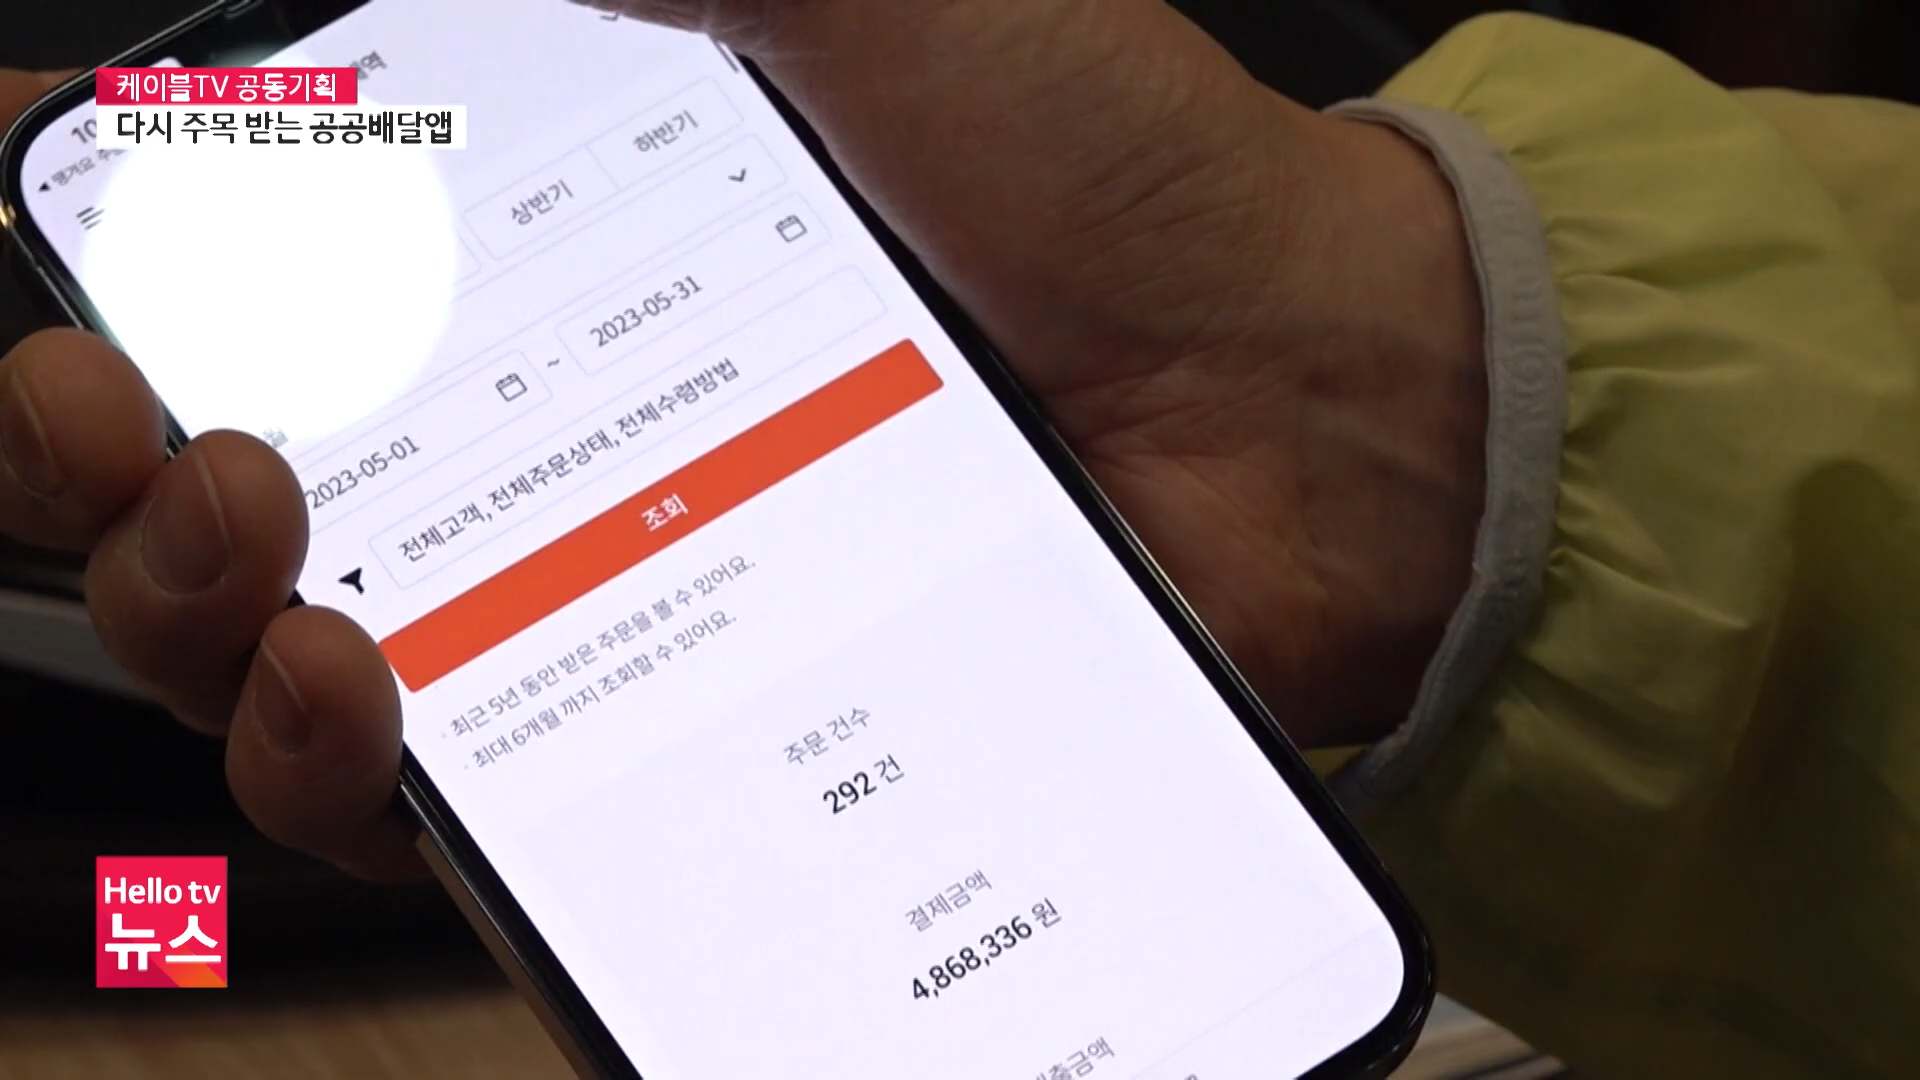 케이블TV 공동기획
다시 주목 받는 공공배달앱
10
◀ 땡겨요
상반기
하반기
2023-05-01
~
2023-05-31
전체고객, 전체주문상태, 전체수령방법
조회
· 최근 5년 동안 받은 주문을 볼 수 있어요.
· 최대 6개월 까지 조회할 수 있어요.
주문 건수
292 건
결제금액
4,868,336 원
Hello tv
뉴스